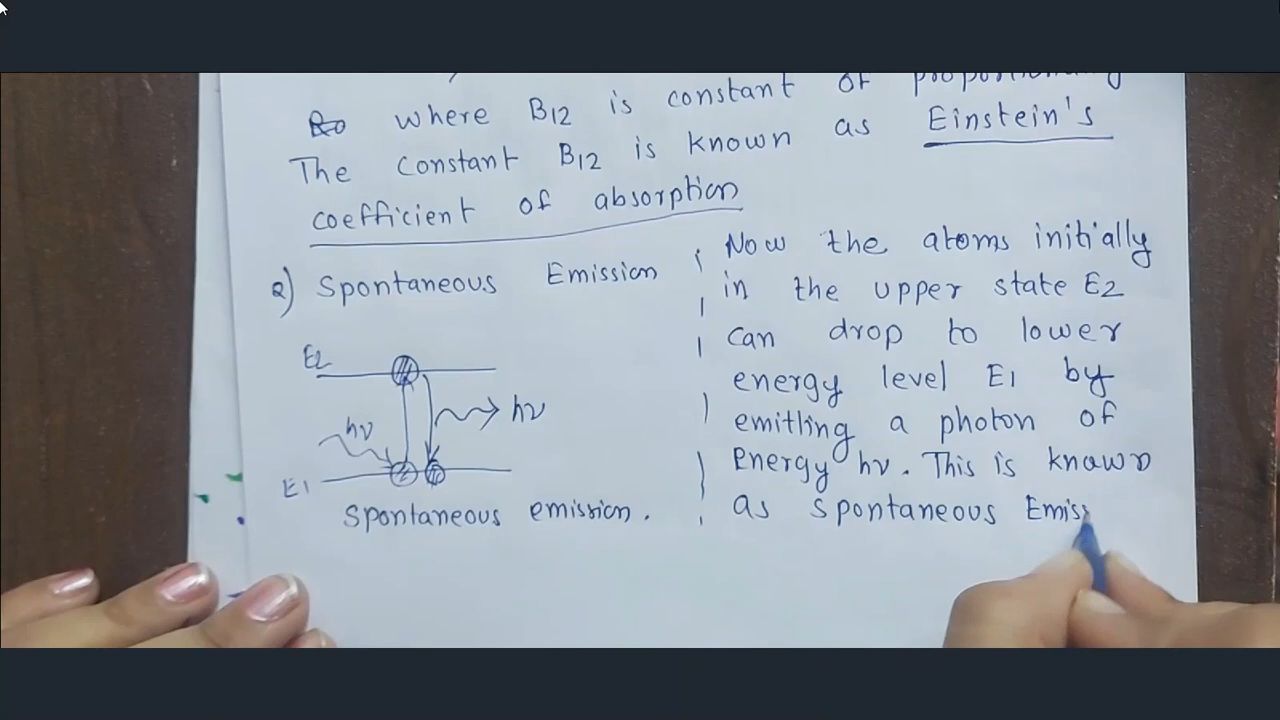 where B12 is constant of proportionality
The constant B12 is known as Einstein's
coefficient of absorption
2) Spontaneous Emission
E2
hν
hν
E1
Spontaneous emission.
Now the atoms initially
in the upper state E2
can drop to lower
energy level E1 by
emitting a photon of
Energy hν. This is known
as spontaneous Emiss